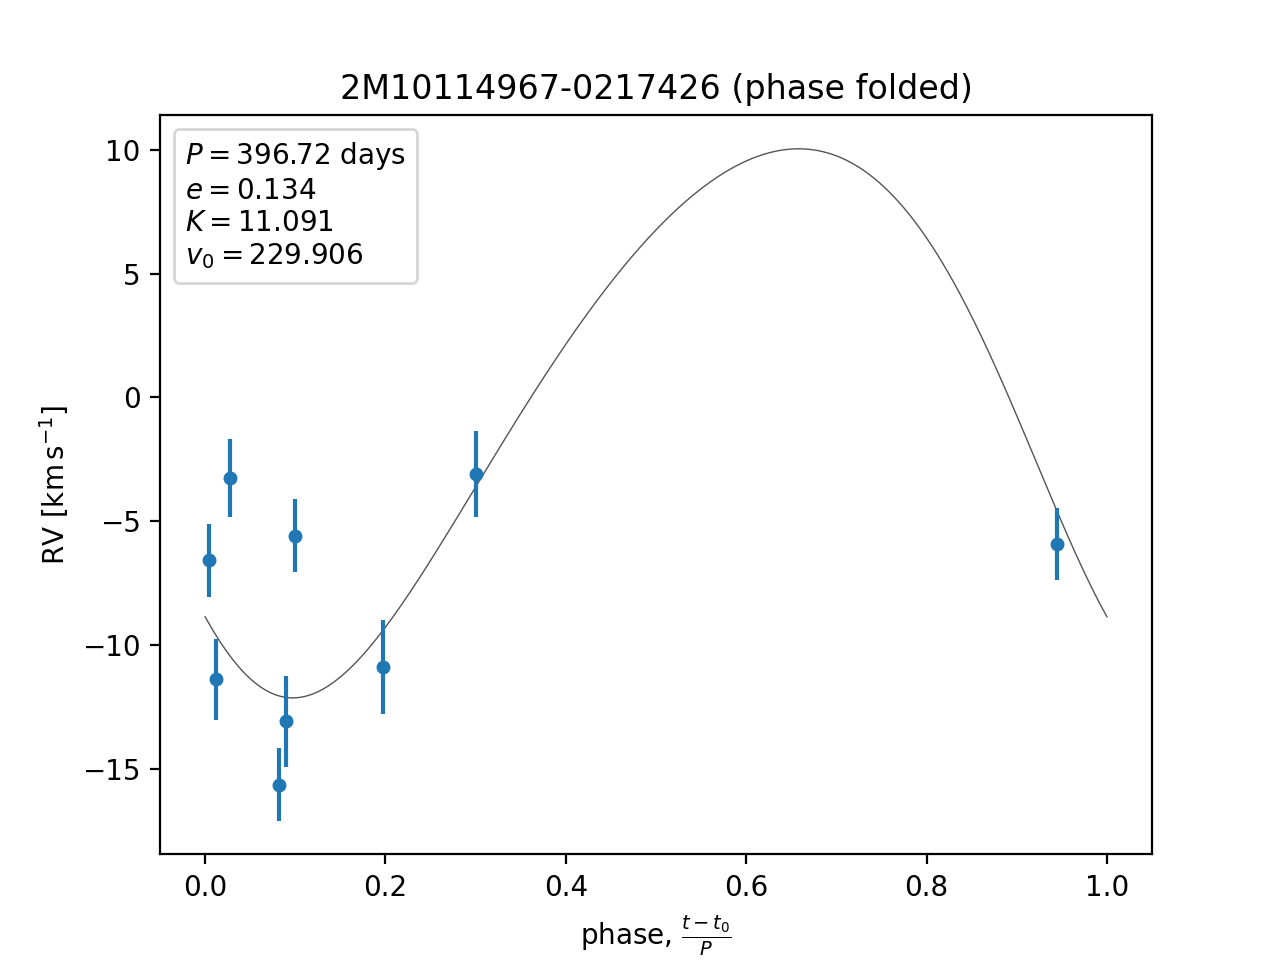 2M10114967-0217426 (phase folded)
P = 396.72 days
e = 0.134
K = 11.091
v₀ = 229.906
10
5
0
−5
−10
−15
RV [km s⁻¹]
0.0 0.2 0.4 0.6 0.8 1.0
phase, (t − t₀)/P